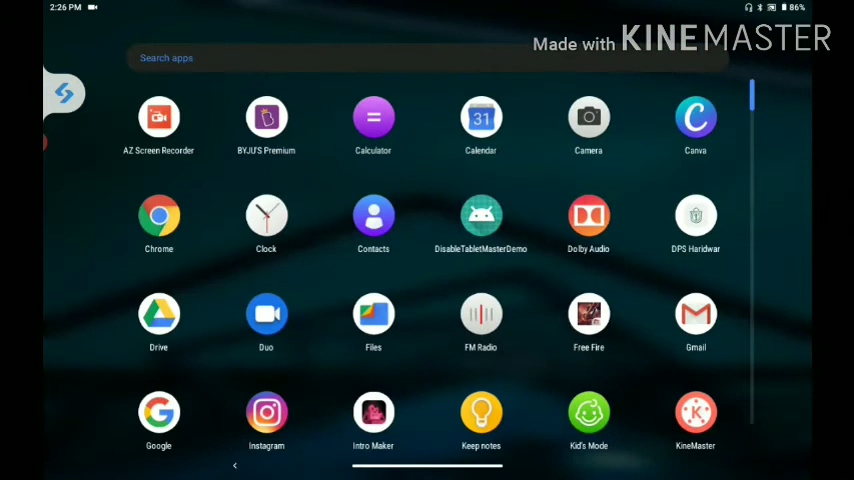 2:26 PM
86%
Made with KINEMASTER
Search apps
31
AZ Screen Recorder
BYJU'S Premium
Calculator
Calendar
Camera
Canva
Chrome
Clock
Contacts
DisableTabletMasterDemo
Dolby Audio
DPS Haridwar
Drive
Duo
Files
FM Radio
Free Fire
Gmail
Google
Instagram
Intro Maker
Keep notes
Kid's Mode
KineMaster